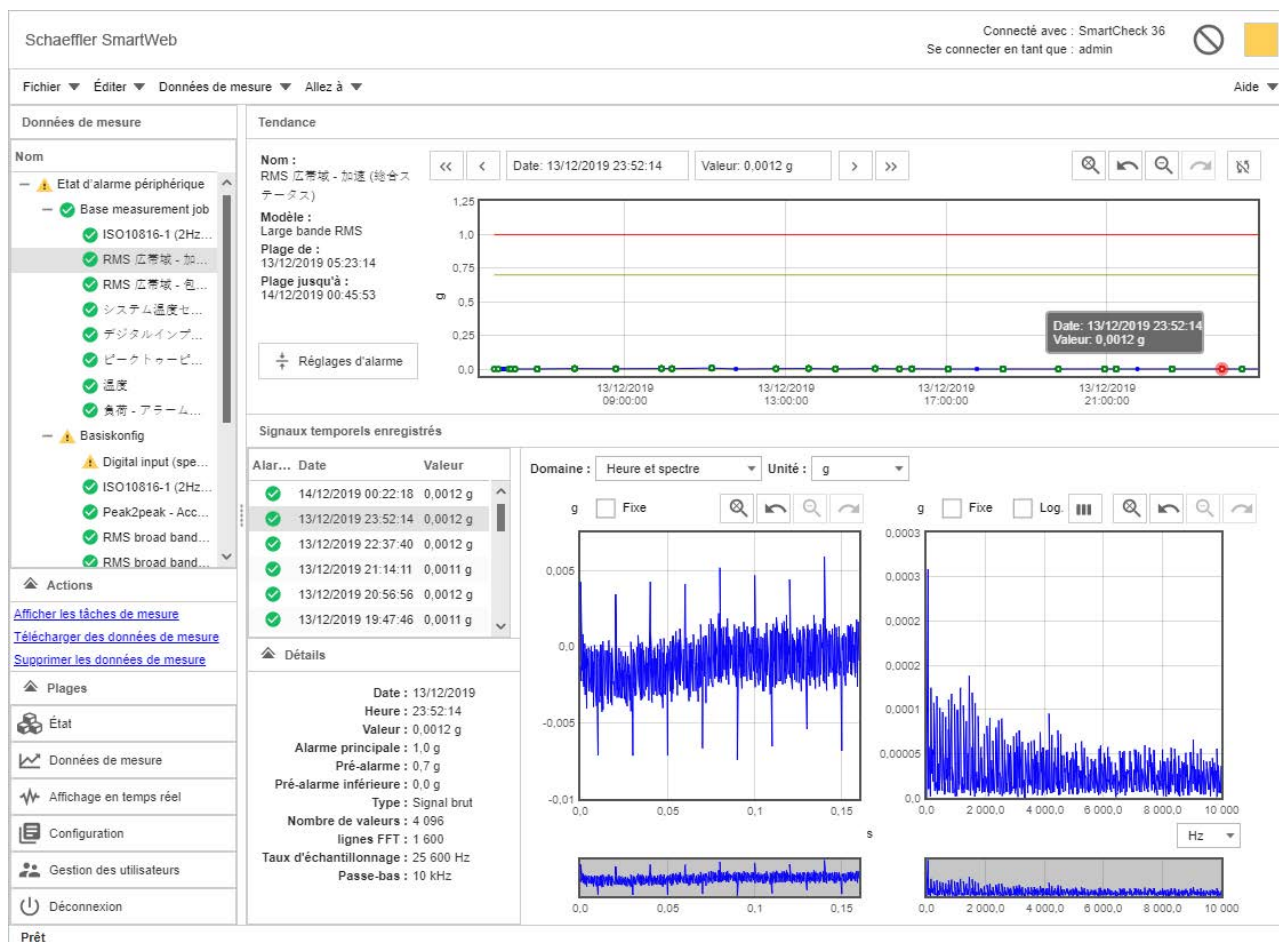 Schaeffler SmartWeb
Connecté avec : SmartCheck 36
Se connecter en tant que : admin
Fichier Éditer Données de mesure Allez à Aide
Données de mesure
Nom
Etat d'alarme périphérique
Base measurement job
ISO10816-1 (2Hz...
RMS 広帯域 - 加...
RMS 広帯域 - 包...
システム温度セ...
デジタルインプ...
ピークトゥーピ...
温度
負荷 - アラーム...
Basiskonfig
Digital input (spe...
ISO10816-1 (2Hz...
Peak2peak - Acc...
RMS broad band...
RMS broad band...
Actions
Afficher les tâches de mesure
Télécharger des données de mesure
Supprimer les données de mesure
Plages
État
Données de mesure
Affichage en temps réel
Configuration
Gestion des utilisateurs
Déconnexion
Prêt
Tendance
Nom :
RMS 広帯域 - 加速 (総合ス
テータス)
Modèle :
Large bande RMS
Plage de :
13/12/2019 05:23:14
Plage jusqu'à :
14/12/2019 00:45:53
Réglages d'alarme
<< < Date: 13/12/2019 23:52:14 Valeur: 0,0012 g > >>
1,25
1,0
0,75
g
0,5
0,25
0,0
Date: 13/12/2019 23:52:14
Valeur: 0,0012 g
13/12/2019 13/12/2019 13/12/2019 13/12/2019
09:00:00 13:00:00 17:00:00 21:00:00
Signaux temporels enregistrés
Alar... Date Valeur
14/12/2019 00:22:18 0,0012 g
13/12/2019 23:52:14 0,0012 g
13/12/2019 22:37:40 0,0012 g
13/12/2019 21:14:11 0,0011 g
13/12/2019 20:56:56 0,0012 g
13/12/2019 19:47:46 0,0011 g
Détails
Date : 13/12/2019
Heure : 23:52:14
Valeur : 0,0012 g
Alarme principale : 1,0 g
Pré-alarme : 0,7 g
Pré-alarme inférieure : 0,0 g
Type : Signal brut
Nombre de valeurs : 4 096
lignes FFT : 1 600
Taux d'échantillonnage : 25 600 Hz
Passe-bas : 10 kHz
Domaine : Heure et spectre Unité : g
g Fixe
0,005
0,0
-0,005
-0,01
0,0 0,05 0,1 0,15
s
0,0 0,05 0,1 0,15
g Fixe Log.
0,0003
0,0003
0,0002
0,0002
0,0001
0,00005
0,0
0,0 2 000,0 4 000,0 6 000,0 8 000,0 10 000
Hz
0,0 2 000,0 4 000,0 6 000,0 8 000,0 10 000